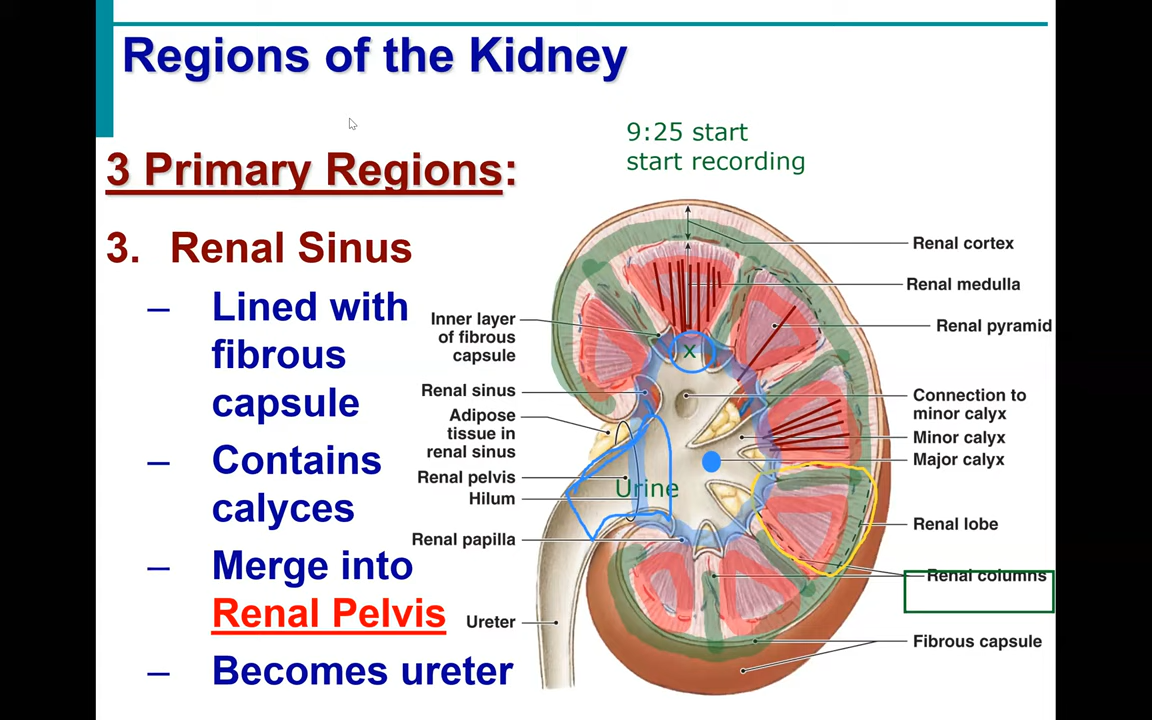 Regions of the Kidney
9:25 start
start recording
3 Primary Regions:
3. Renal Sinus
– Lined with
fibrous
capsule
– Contains
calyces
– Merge into
Renal Pelvis
– Becomes ureter
Inner layer
of fibrous
capsule
Renal sinus
Adipose
tissue in
renal sinus
Renal pelvis
Hilum
Renal papilla
Ureter
x
Urine
Renal cortex
Renal medulla
Renal pyramid
Connection to
minor calyx
Minor calyx
Major calyx
Renal lobe
Renal columns
Fibrous capsule